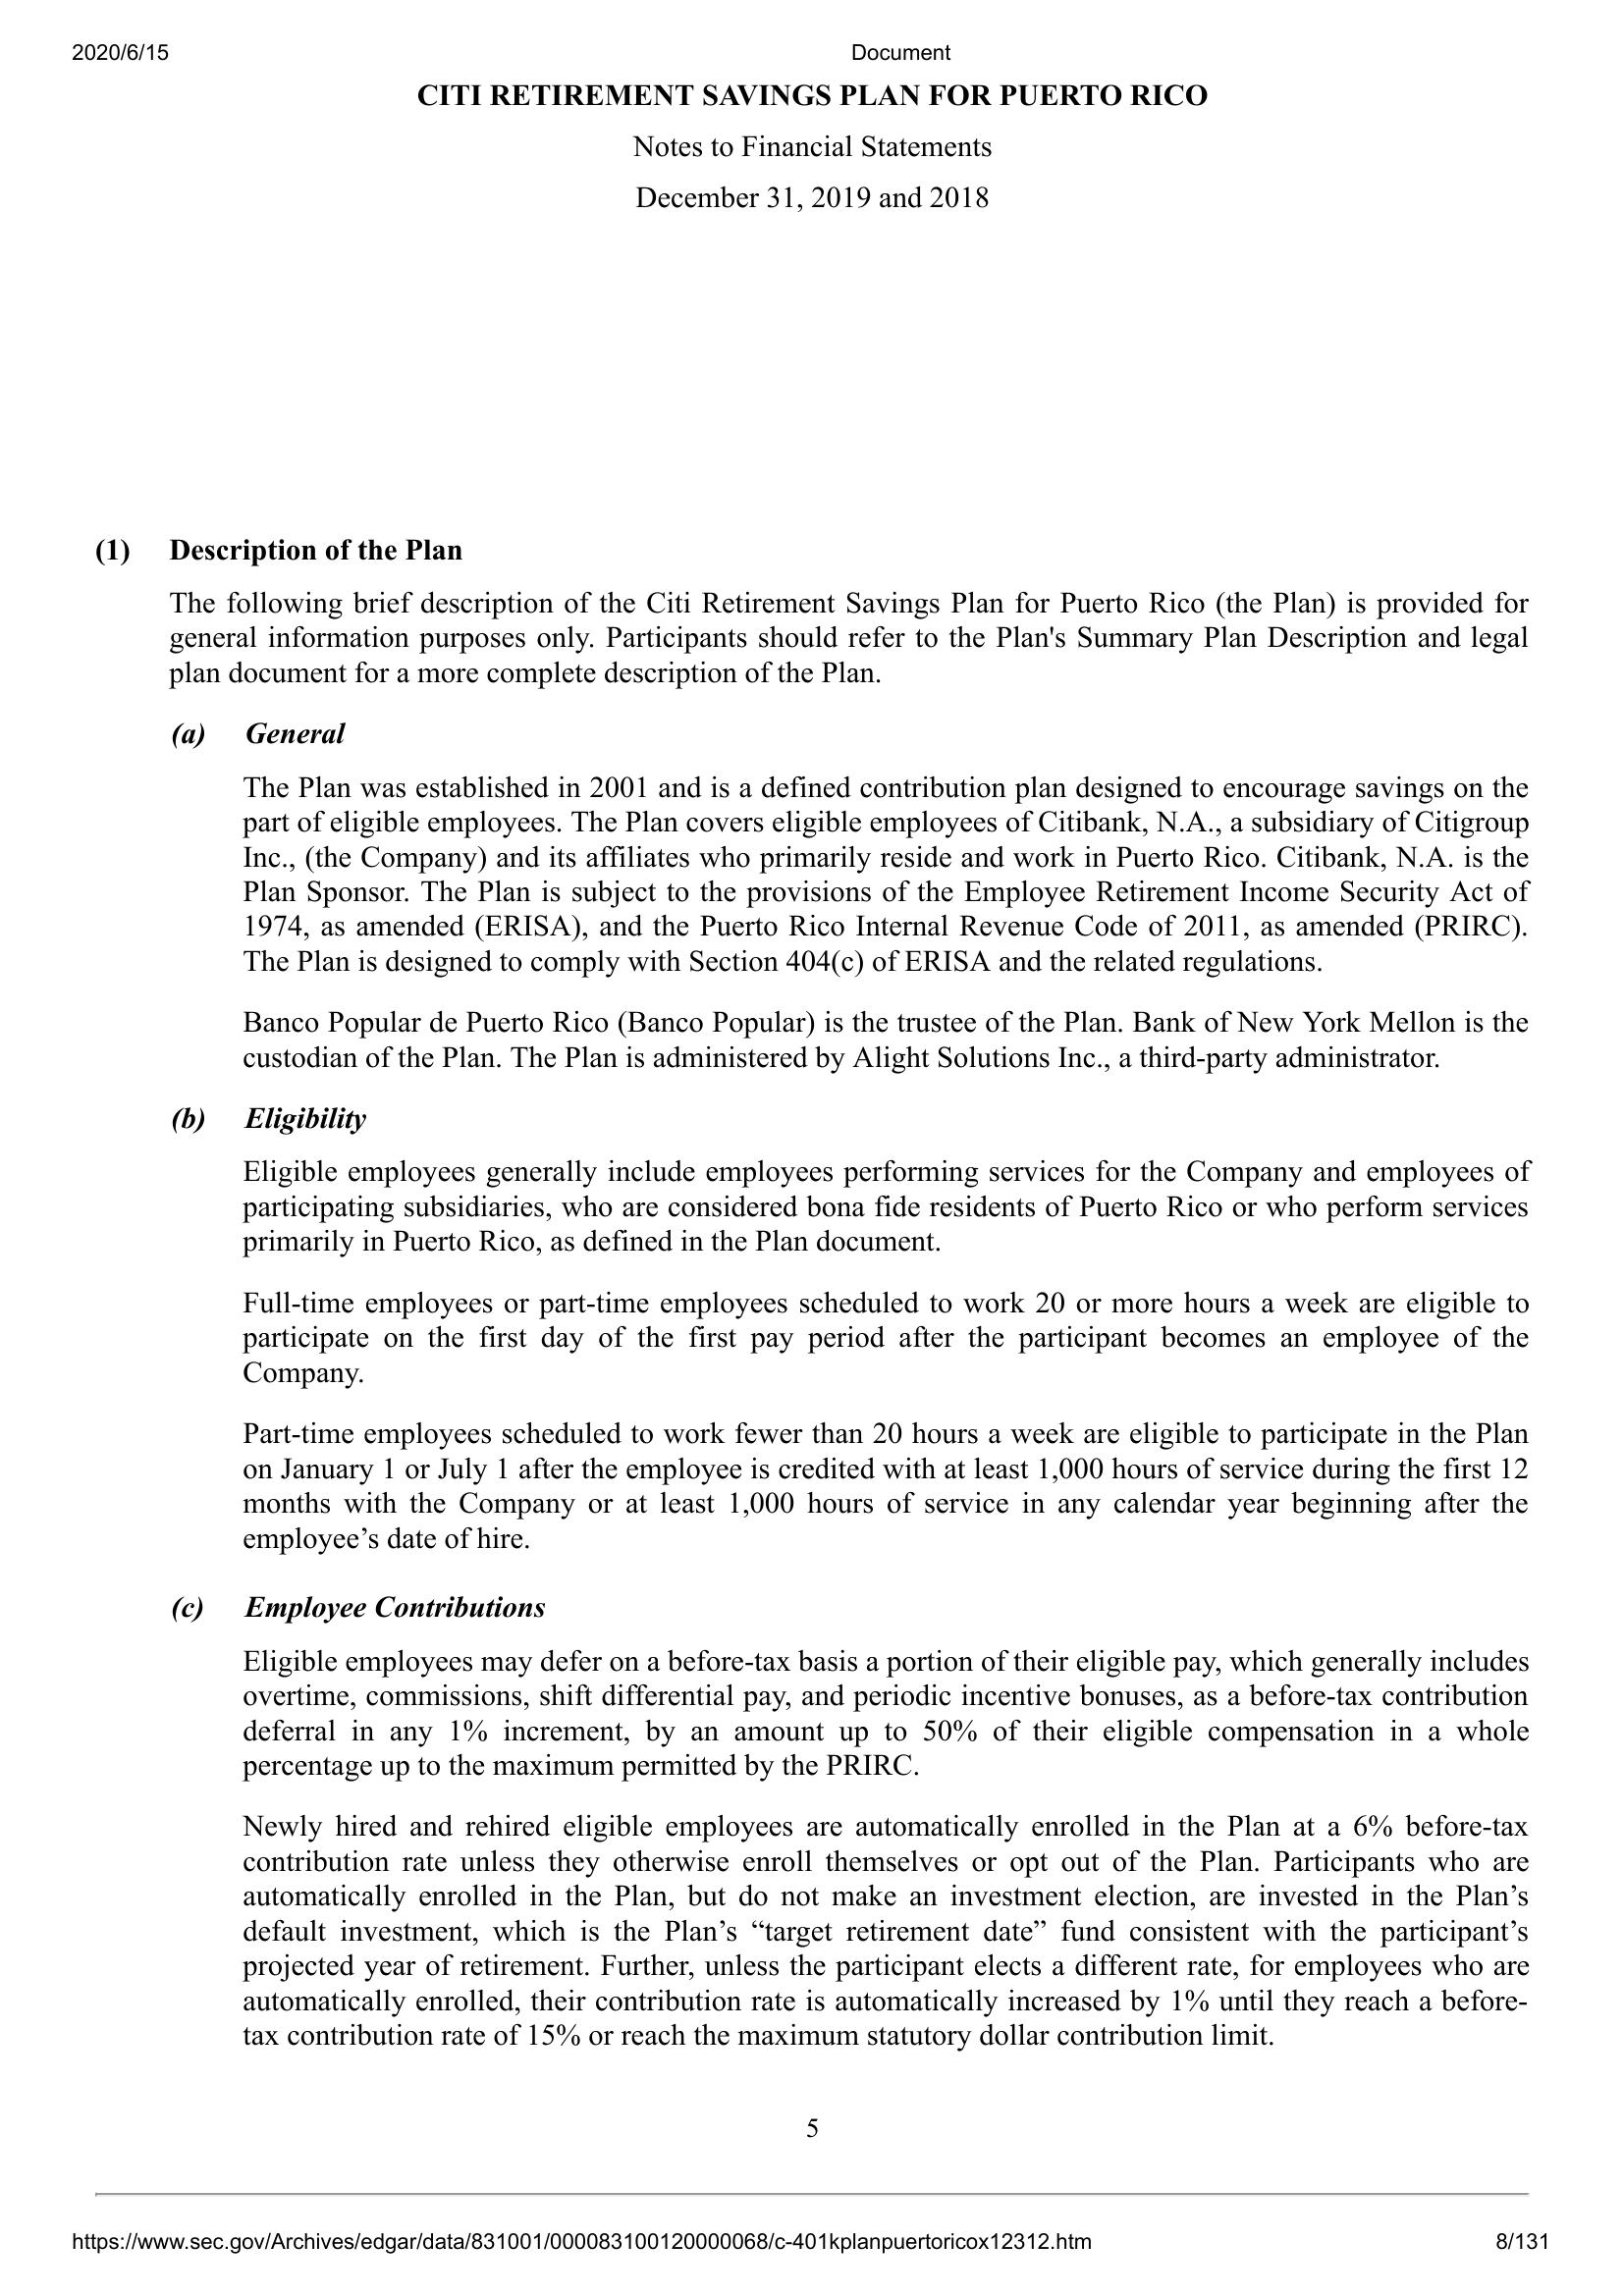 2020/6/15 Document
CITI RETIREMENT SAVINGS PLAN FOR PUERTO RICO
Notes to Financial Statements
December 31, 2019 and 2018
(1) Description of the Plan
The following brief description of the Citi Retirement Savings Plan for Puerto Rico (the Plan) is provided for
general information purposes only. Participants should refer to the Plan's Summary Plan Description and legal
plan document for a more complete description of the Plan.
(a) General
The Plan was established in 2001 and is a defined contribution plan designed to encourage savings on the
part of eligible employees. The Plan covers eligible employees of Citibank, N.A., a subsidiary of Citigroup
Inc., (the Company) and its affiliates who primarily reside and work in Puerto Rico. Citibank, N.A. is the
Plan Sponsor. The Plan is subject to the provisions of the Employee Retirement Income Security Act of
1974, as amended (ERISA), and the Puerto Rico Internal Revenue Code of 2011, as amended (PRIRC).
The Plan is designed to comply with Section 404(c) of ERISA and the related regulations.
Banco Popular de Puerto Rico (Banco Popular) is the trustee of the Plan. Bank of New York Mellon is the
custodian of the Plan. The Plan is administered by Alight Solutions Inc., a third-party administrator.
(b) Eligibility
Eligible employees generally include employees performing services for the Company and employees of
participating subsidiaries, who are considered bona fide residents of Puerto Rico or who perform services
primarily in Puerto Rico, as defined in the Plan document.
Full-time employees or part-time employees scheduled to work 20 or more hours a week are eligible to
participate on the first day of the first pay period after the participant becomes an employee of the
Company.
Part-time employees scheduled to work fewer than 20 hours a week are eligible to participate in the Plan
on January 1 or July 1 after the employee is credited with at least 1,000 hours of service during the first 12
months with the Company or at least 1,000 hours of service in any calendar year beginning after the
employee’s date of hire.
(c) Employee Contributions
Eligible employees may defer on a before-tax basis a portion of their eligible pay, which generally includes
overtime, commissions, shift differential pay, and periodic incentive bonuses, as a before-tax contribution
deferral in any 1% increment, by an amount up to 50% of their eligible compensation in a whole
percentage up to the maximum permitted by the PRIRC.
Newly hired and rehired eligible employees are automatically enrolled in the Plan at a 6% before-tax
contribution rate unless they otherwise enroll themselves or opt out of the Plan. Participants who are
automatically enrolled in the Plan, but do not make an investment election, are invested in the Plan’s
default investment, which is the Plan’s “target retirement date” fund consistent with the participant’s
projected year of retirement. Further, unless the participant elects a different rate, for employees who are
automatically enrolled, their contribution rate is automatically increased by 1% until they reach a before-
tax contribution rate of 15% or reach the maximum statutory dollar contribution limit.
5
https://www.sec.gov/Archives/edgar/data/831001/000083100120000068/c-401kplanpuertoricox12312.htm 8/131